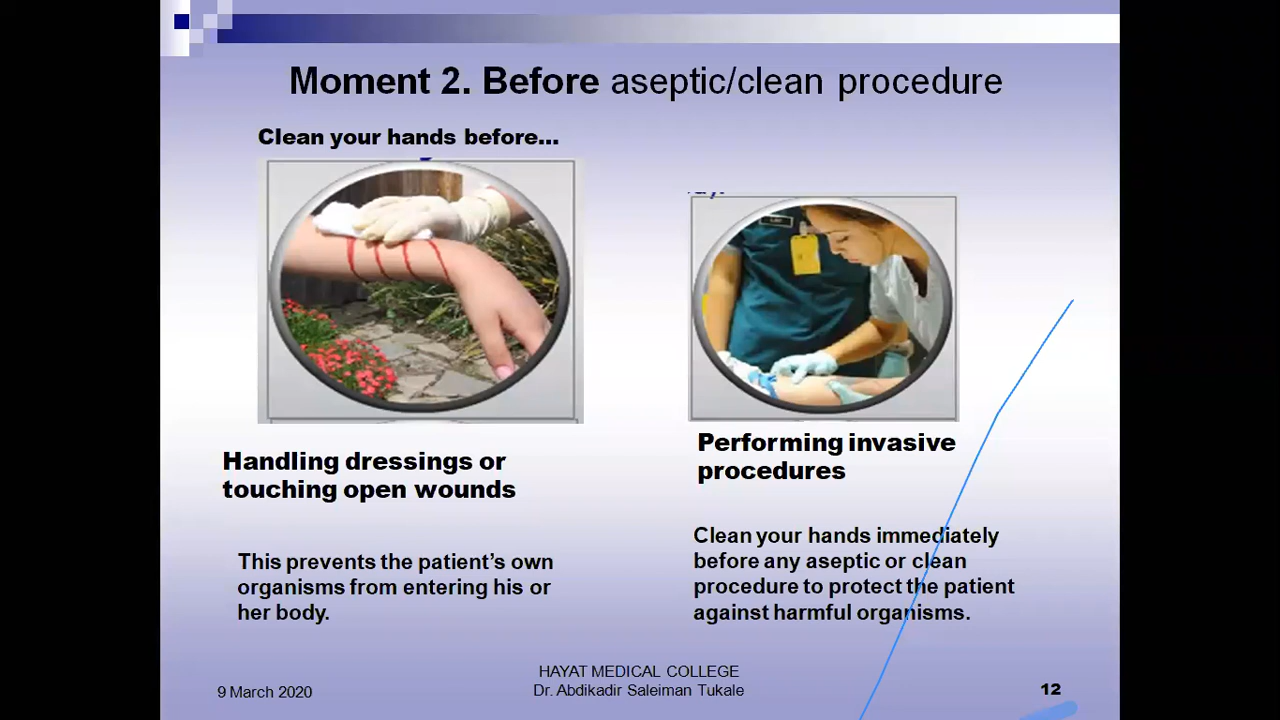 Moment 2. Before aseptic/clean procedure
Clean your hands before...
Handling dressings or
touching open wounds
This prevents the patient’s own
organisms from entering his or
her body.
Performing invasive
procedures
Clean your hands immediately
before any aseptic or clean
procedure to protect the patient
against harmful organisms.
9 March 2020
HAYAT MEDICAL COLLEGE
Dr. Abdikadir Saleiman Tukale
12